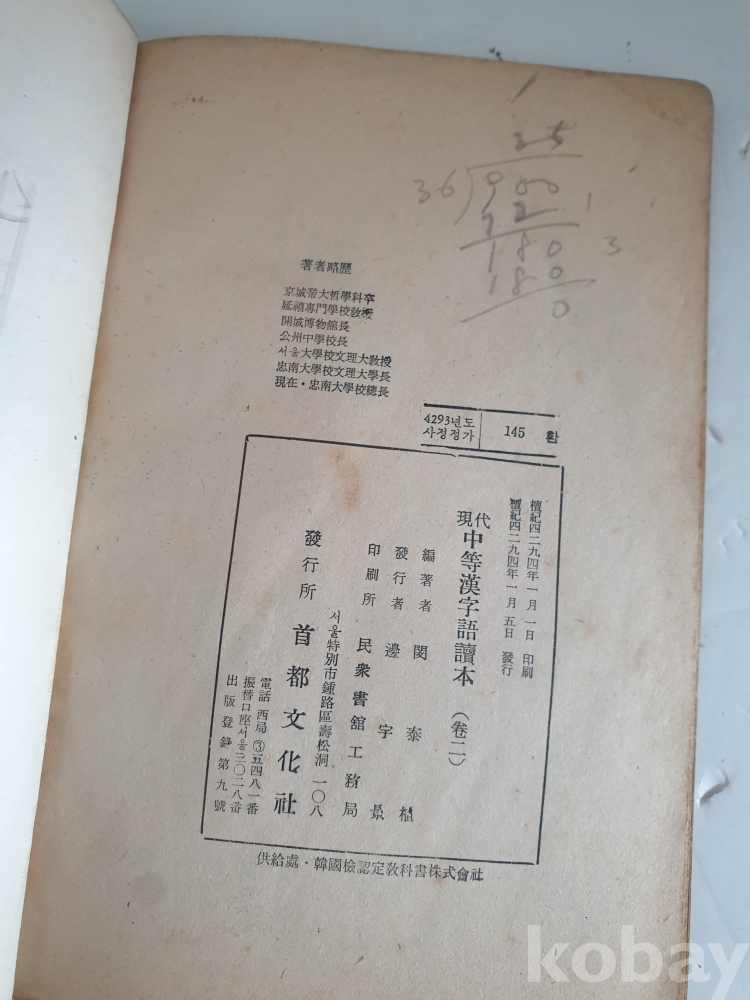 25
36)900
72
180
180
0
1
3
著者略歷
京城帝大哲學科卒
延禧專門學校敎授
開城博物館長
公州中學校長
서울大學校文理大敎授
忠南大學校文理大學長
現在・忠南大學校總長
4293년도
사정정가
145 환
檀紀四二九四年一月一日 印刷
檀紀四二九四年一月五日 發行
現代中等漢字語讀本 (卷二)
編著者 閔泰植
發行者 邊宇景
印刷所 民衆書館工務局
서울特別市鍾路區壽松洞一〇八
發行所 首都文化社
電話 西局 ③五四八一番
振替口座서울三〇二八番
出版登錄第九號
供給處・韓國檢認定敎科書株式會社
kobay